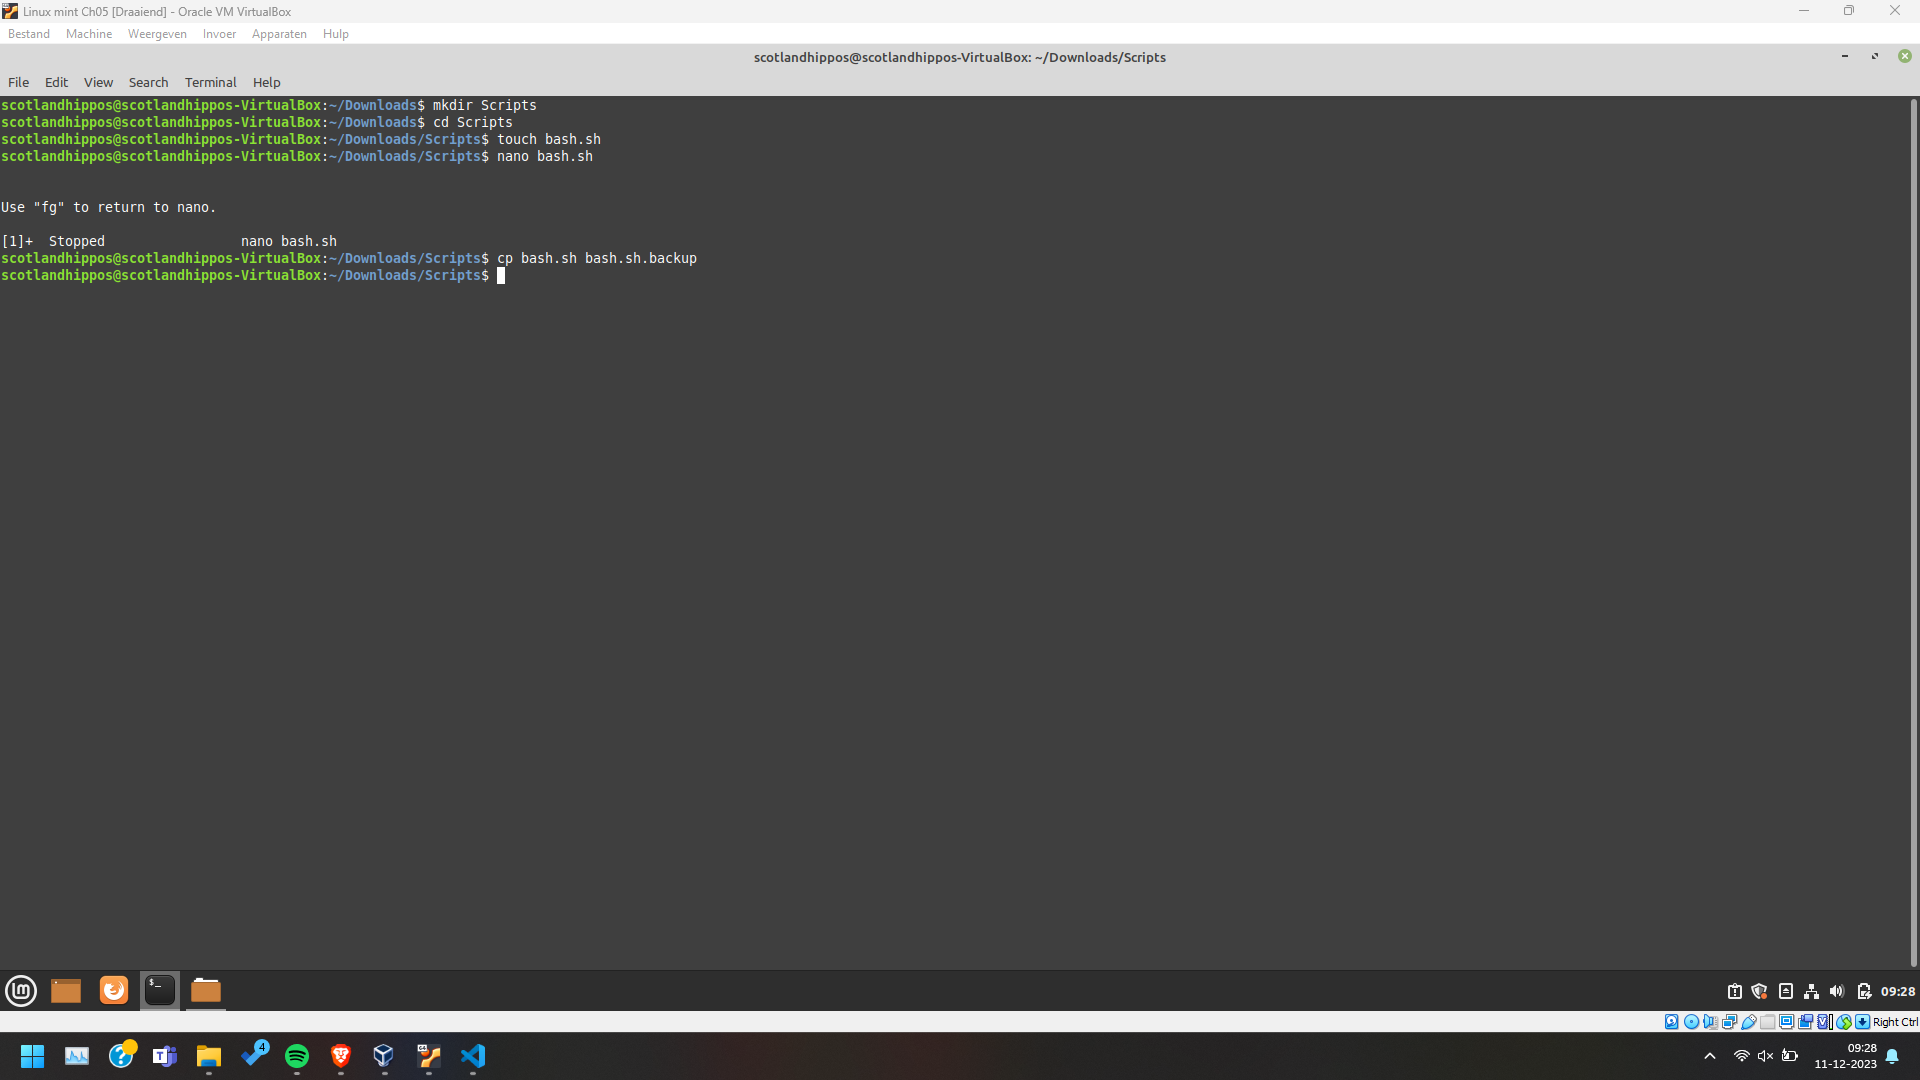 Linux mint Ch05 [Draaiend] - Oracle VM VirtualBox
Bestand Machine Weergeven Invoer Apparaten Hulp
scotlandhippos@scotlandhippos-VirtualBox: ~/Downloads/Scripts
File Edit View Search Terminal Help
scotlandhippos@scotlandhippos-VirtualBox:~/Downloads$ mkdir Scripts
scotlandhippos@scotlandhippos-VirtualBox:~/Downloads$ cd Scripts
scotlandhippos@scotlandhippos-VirtualBox:~/Downloads/Scripts$ touch bash.sh
scotlandhippos@scotlandhippos-VirtualBox:~/Downloads/Scripts$ nano bash.sh
Use "fg" to return to nano.
[1]+  Stopped                 nano bash.sh
scotlandhippos@scotlandhippos-VirtualBox:~/Downloads/Scripts$ cp bash.sh bash.sh.backup
scotlandhippos@scotlandhippos-VirtualBox:~/Downloads/Scripts$
09:28
Right Ctrl
4
09:28
11-12-2023